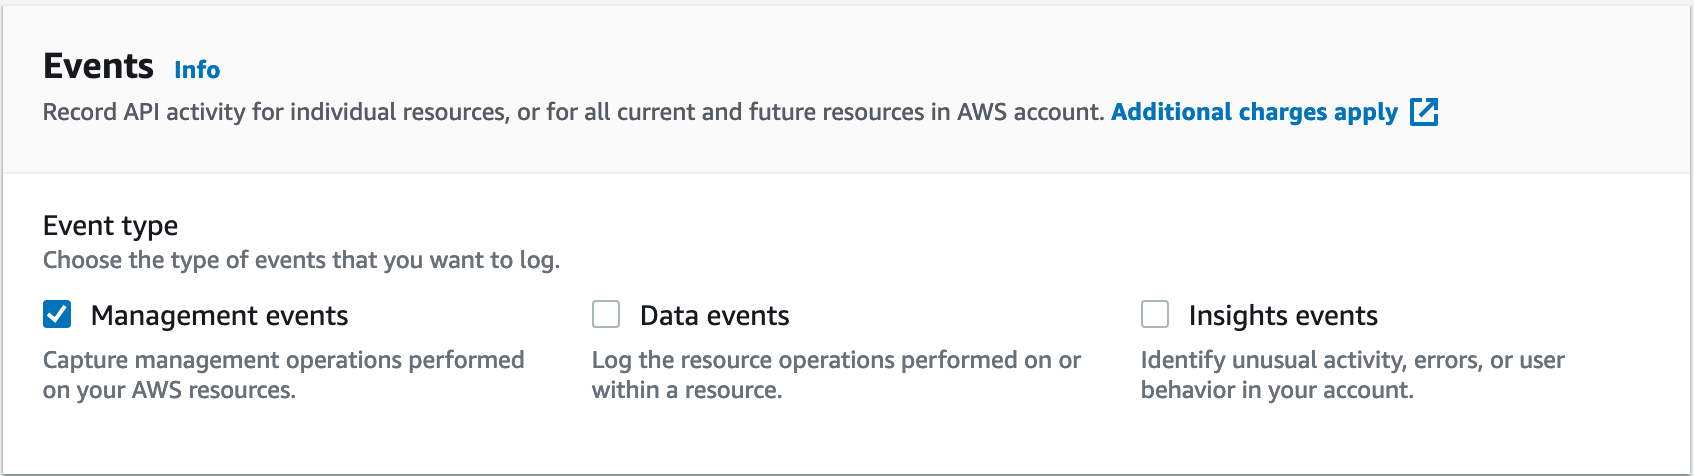 Events Info
Record API activity for individual resources, or for all current and future resources in AWS account. Additional charges apply
Event type
Choose the type of events that you want to log.
Management events
Capture management operations performed
on your AWS resources.
Data events
Log the resource operations performed on or
within a resource.
Insights events
Identify unusual activity, errors, or user
behavior in your account.